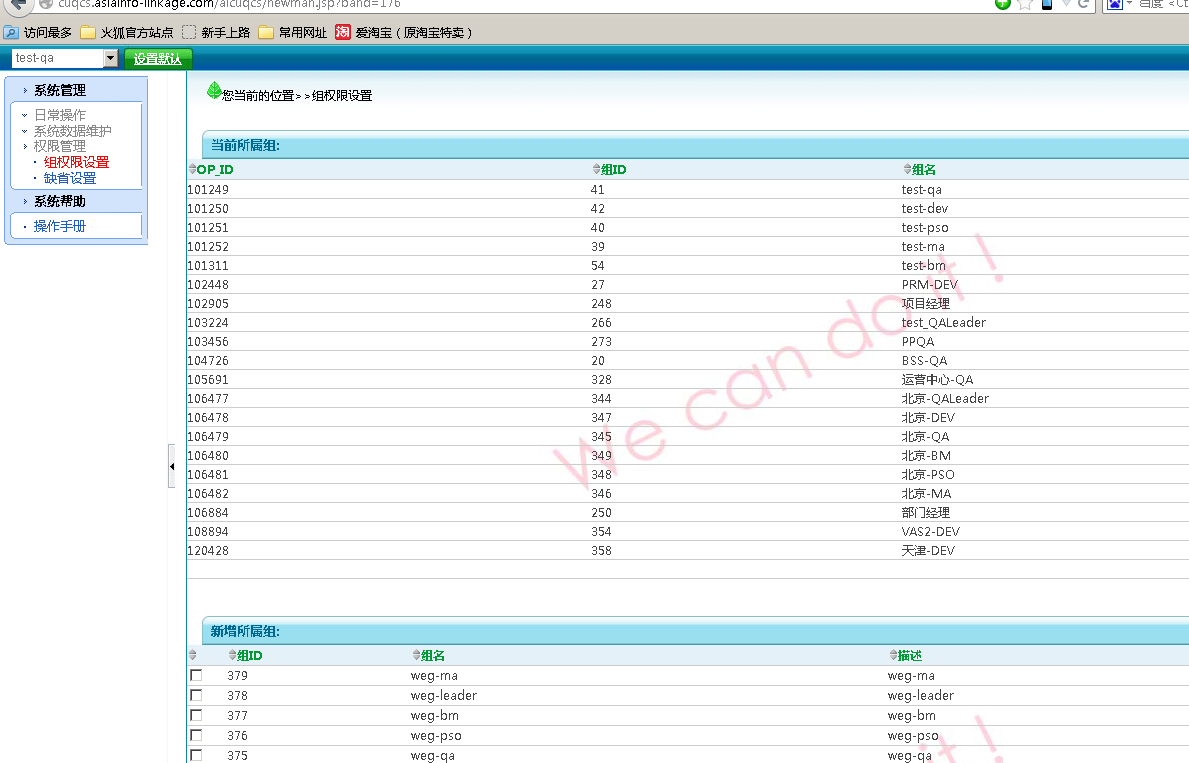 cuqcs.asiainfo-linkage.com/aicuqcs/newman.jsp?band=176
百度 <Ct
访问最多 火狐官方站点 新手上路 常用网址 淘 爱淘宝（原淘宝特卖）
test-qa 设置默认
系统管理
日常操作
系统数据维护
权限管理
组权限设置
缺省设置
系统帮助
操作手册
您当前的位置>>组权限设置
当前所属组:
OP_ID 组ID 组名
101249 41 test-qa
101250 42 test-dev
101251 40 test-pso
101252 39 test-ma
101311 54 test-bm
102448 27 PRM-DEV
102905 248 项目经理
103224 266 test_QALeader
103456 273 PPQA
104726 20 BSS-QA
105691 328 运营中心-QA
106477 344 北京-QALeader
106478 347 北京-DEV
106479 345 北京-QA
106480 349 北京-BM
106481 348 北京-PSO
106482 346 北京-MA
106884 250 部门经理
108894 354 VAS2-DEV
120428 358 天津-DEV
We can do it !
新增所属组:
组ID 组名 描述
379 weg-ma weg-ma
378 weg-leader weg-leader
377 weg-bm weg-bm
376 weg-pso weg-pso
375 weg-qa weg-qa
it !